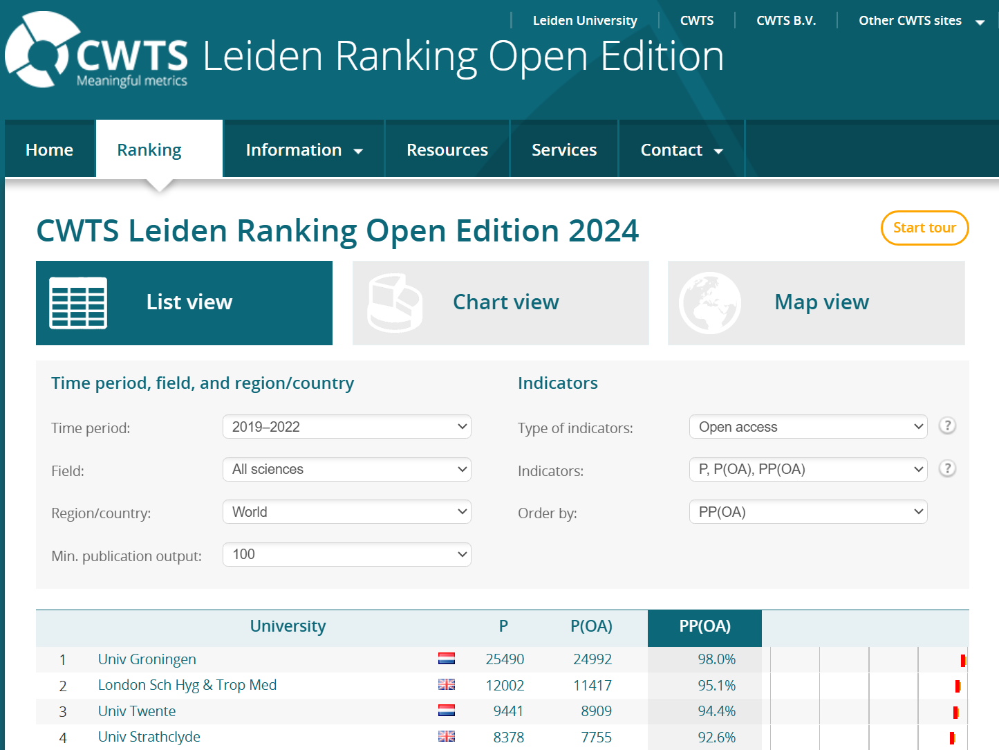 Leiden University CWTS CWTS B.V. Other CWTS sites
CWTS
Meaningful metrics
Leiden Ranking Open Edition
Home Ranking Information Resources Services Contact
CWTS Leiden Ranking Open Edition 2024
Start tour
List view Chart view Map view
Time period, field, and region/country Indicators
Time period: 2019–2022 Type of indicators: Open access ?
Field: All sciences Indicators: P, P(OA), PP(OA) ?
Region/country: World Order by: PP(OA)
Min. publication output: 100
University P P(OA) PP(OA)
1 Univ Groningen 25490 24992 98.0%
2 London Sch Hyg & Trop Med 12002 11417 95.1%
3 Univ Twente 9441 8909 94.4%
4 Univ Strathclyde 8378 7755 92.6%